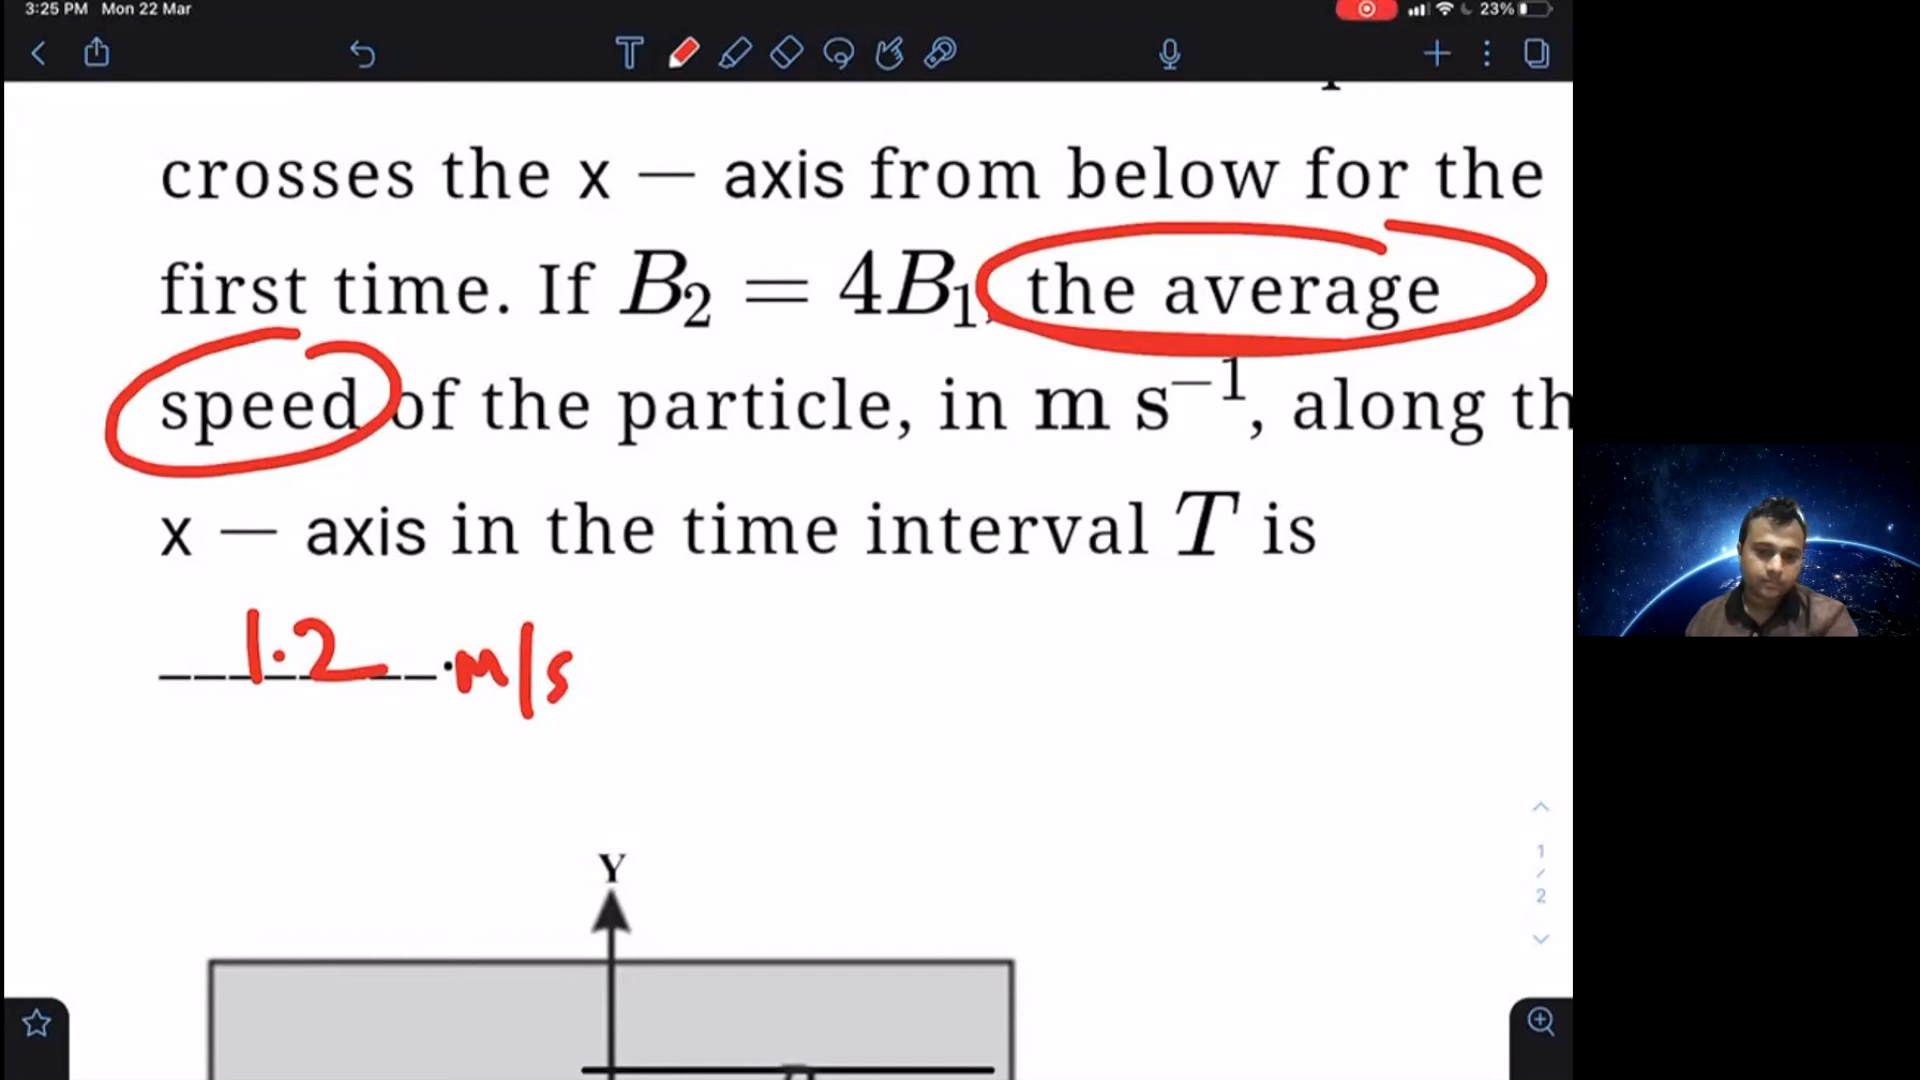 3:25 PM Mon 22 Mar
23%
crosses the x — axis from below for the
first time. If B₂ = 4B₁, the average
speed of the particle, in m s⁻¹, along th
x — axis in the time interval T is
________.
1.2 m/s
1
/
2
Y